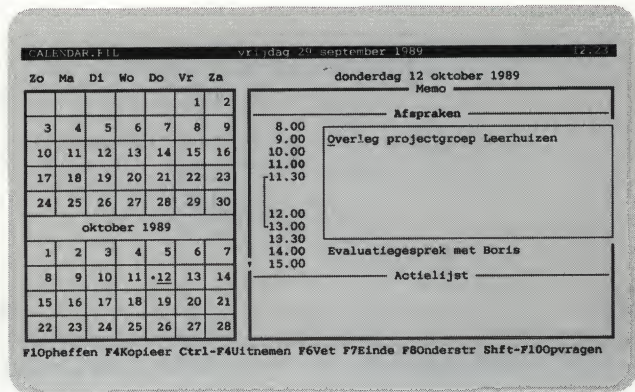 CALENDAR.FIL vrijdag 29 september 1989 12.23
Zo Ma Di Wo Do Vr Za
1 2
3 4 5 6 7 8 9
10 11 12 13 14 15 16
17 18 19 20 21 22 23
24 25 26 27 28 29 30
oktober 1989
1 2 3 4 5 6 7
8 9 10 11 •12 13 14
15 16 17 18 19 20 21
22 23 24 25 26 27 28
donderdag 12 oktober 1989
Memo
Afspraken
8.00
9.00 Overleg projectgroep Leerhuizen
10.00
11.00
11.30
12.00
13.00
13.30
14.00 Evaluatiegesprek met Boris
15.00
Actielijst
F1Opheffen F4Kopieer Ctrl-F4Uitnemen F6Vet F7Einde F8Onderstr Shft-F10Opvragen